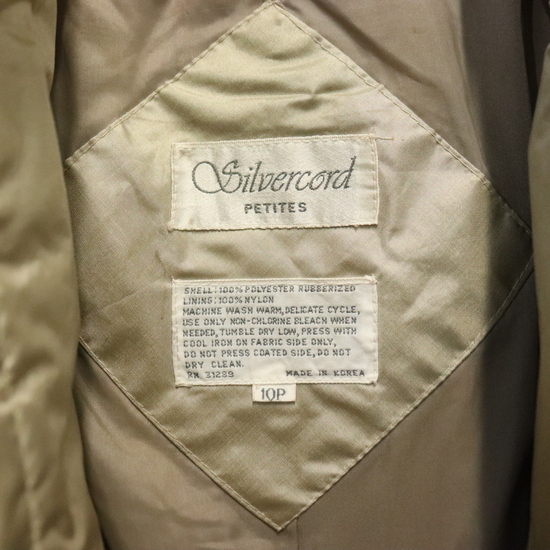 Silvercord
PETITES
SHELL: 100% POLYESTER RUBBERIZED
LINING: 100% NYLON
MACHINE WASH WARM, DELICATE CYCLE,
USE ONLY NON-CHLORINE BLEACH WHEN
NEEDED, TUMBLE DRY LOW, PRESS WITH
COOL IRON ON FABRIC SIDE ONLY,
DO NOT PRESS COATED SIDE, DO NOT
DRY CLEAN.
RN 31289 MADE IN KOREA
10P